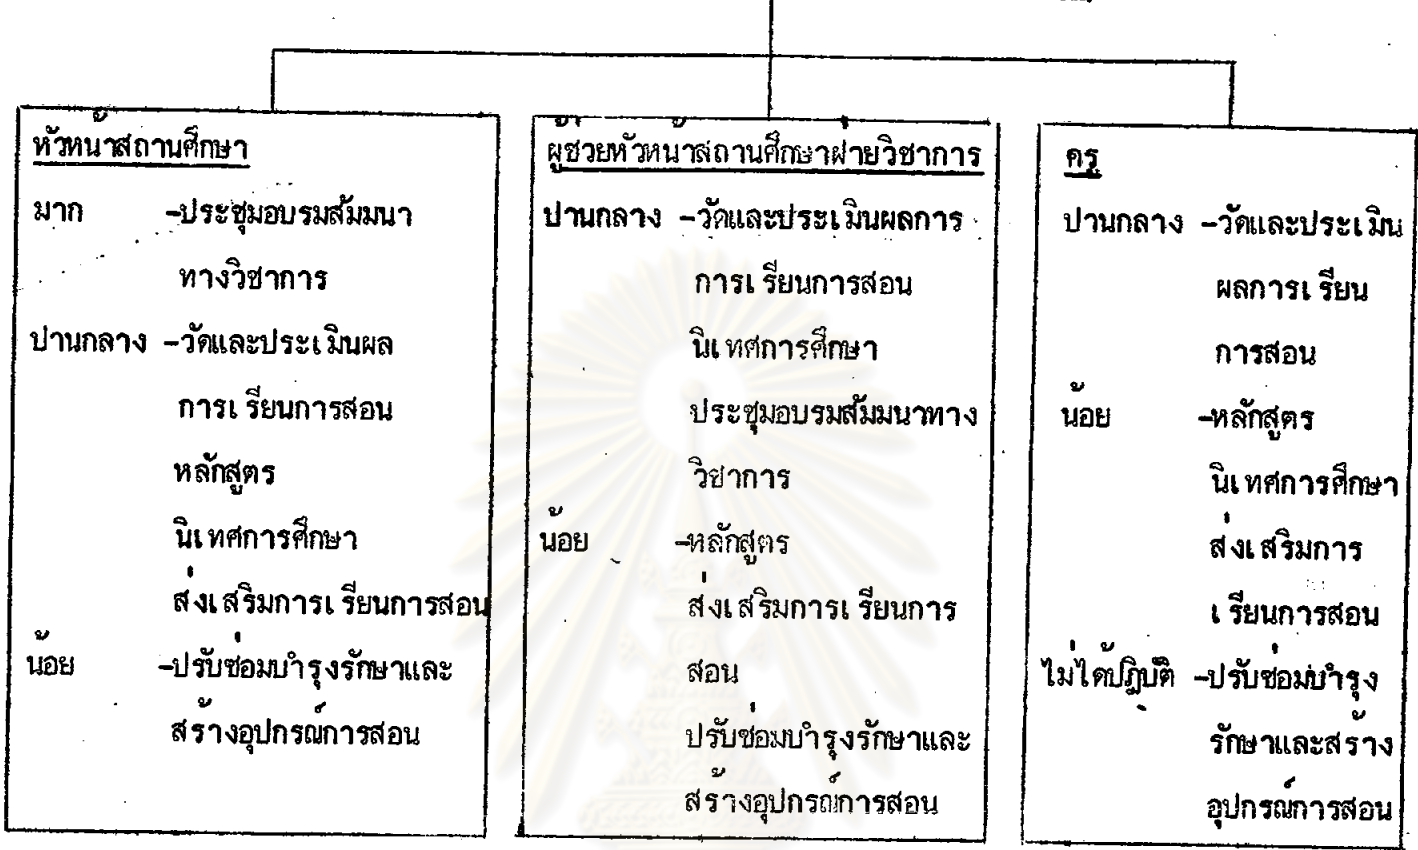 หัวหน้าสถานศึกษา
มาก -ประชุมอบรมสัมมนา
ทางวิชาการ
ปานกลาง -วัดและประเมินผล
การเรียนการสอน
หลักสูตร
นิเทศการศึกษา
ส่งเสริมการเรียนการสอน
น้อย -ปรับซ่อมบำรุงรักษาและ
สร้างอุปกรณ์การสอน
ผู้ช่วยหัวหน้าสถานศึกษาฝ่ายวิชาการ
ปานกลาง -วัดและประเมินผลการ
การเรียนการสอน
นิเทศการศึกษา
ประชุมอบรมสัมมนาทาง
วิชาการ
น้อย -หลักสูตร
ส่งเสริมการเรียนการ
สอน
ปรับซ่อมบำรุงรักษาและ
สร้างอุปกรณ์การสอน
ครู
ปานกลาง -วัดและประเมิน
ผลการเรียน
การสอน
น้อย -หลักสูตร
นิเทศการศึกษา
ส่งเสริมการ
เรียนการสอน
ไม่ได้ปฏิบัติ -ปรับซ่อมบำรุง
รักษาและสร้าง
อุปกรณ์การสอน